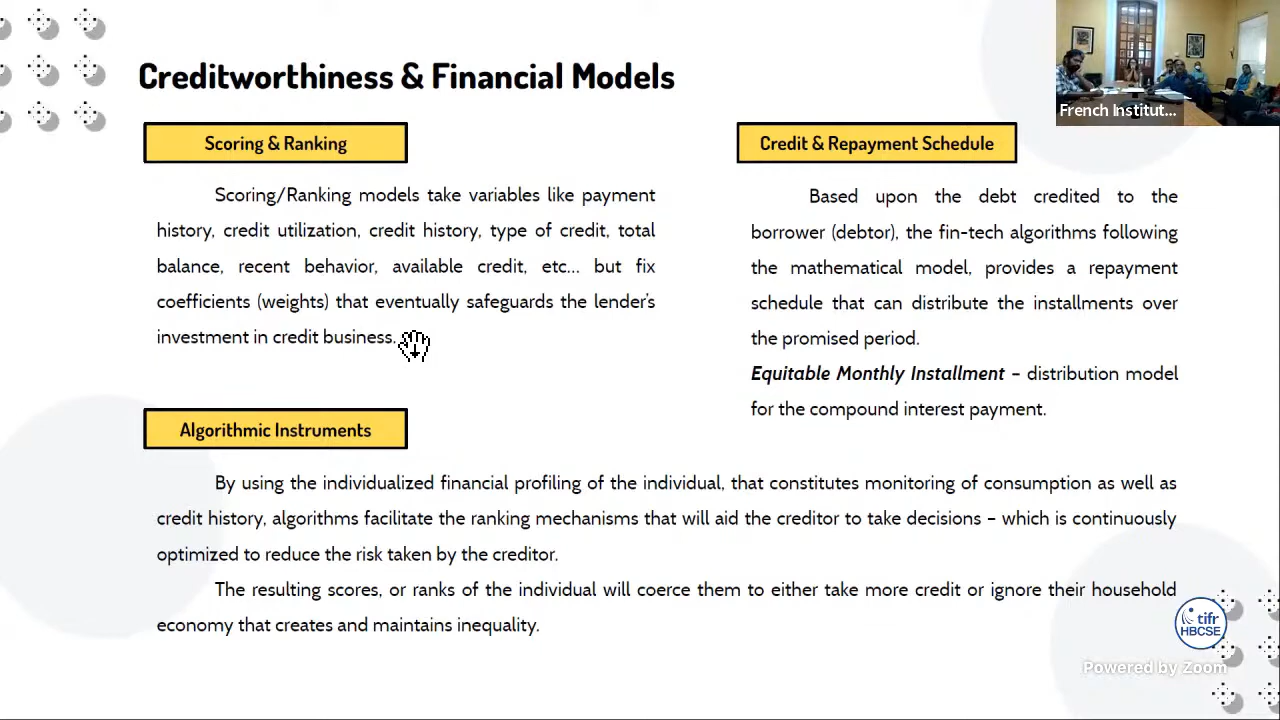 Creditworthiness & Financial Models
French Institut...
Scoring & Ranking
Scoring/Ranking models take variables like payment
history, credit utilization, credit history, type of credit, total
balance, recent behavior, available credit, etc... but fix
coefficients (weights) that eventually safeguards the lender's
investment in credit business.
Credit & Repayment Schedule
Based upon the debt credited to the
borrower (debtor), the fin-tech algorithms following
the mathematical model, provides a repayment
schedule that can distribute the installments over
the promised period.
Equitable Monthly Installment – distribution model
for the compound interest payment.
Algorithmic Instruments
By using the individualized financial profiling of the individual, that constitutes monitoring of consumption as well as
credit history, algorithms facilitate the ranking mechanisms that will aid the creditor to take decisions – which is continuously
optimized to reduce the risk taken by the creditor.
The resulting scores, or ranks of the individual will coerce them to either take more credit or ignore their household
economy that creates and maintains inequality.
tifr
HBCSE
Powered by Zoom